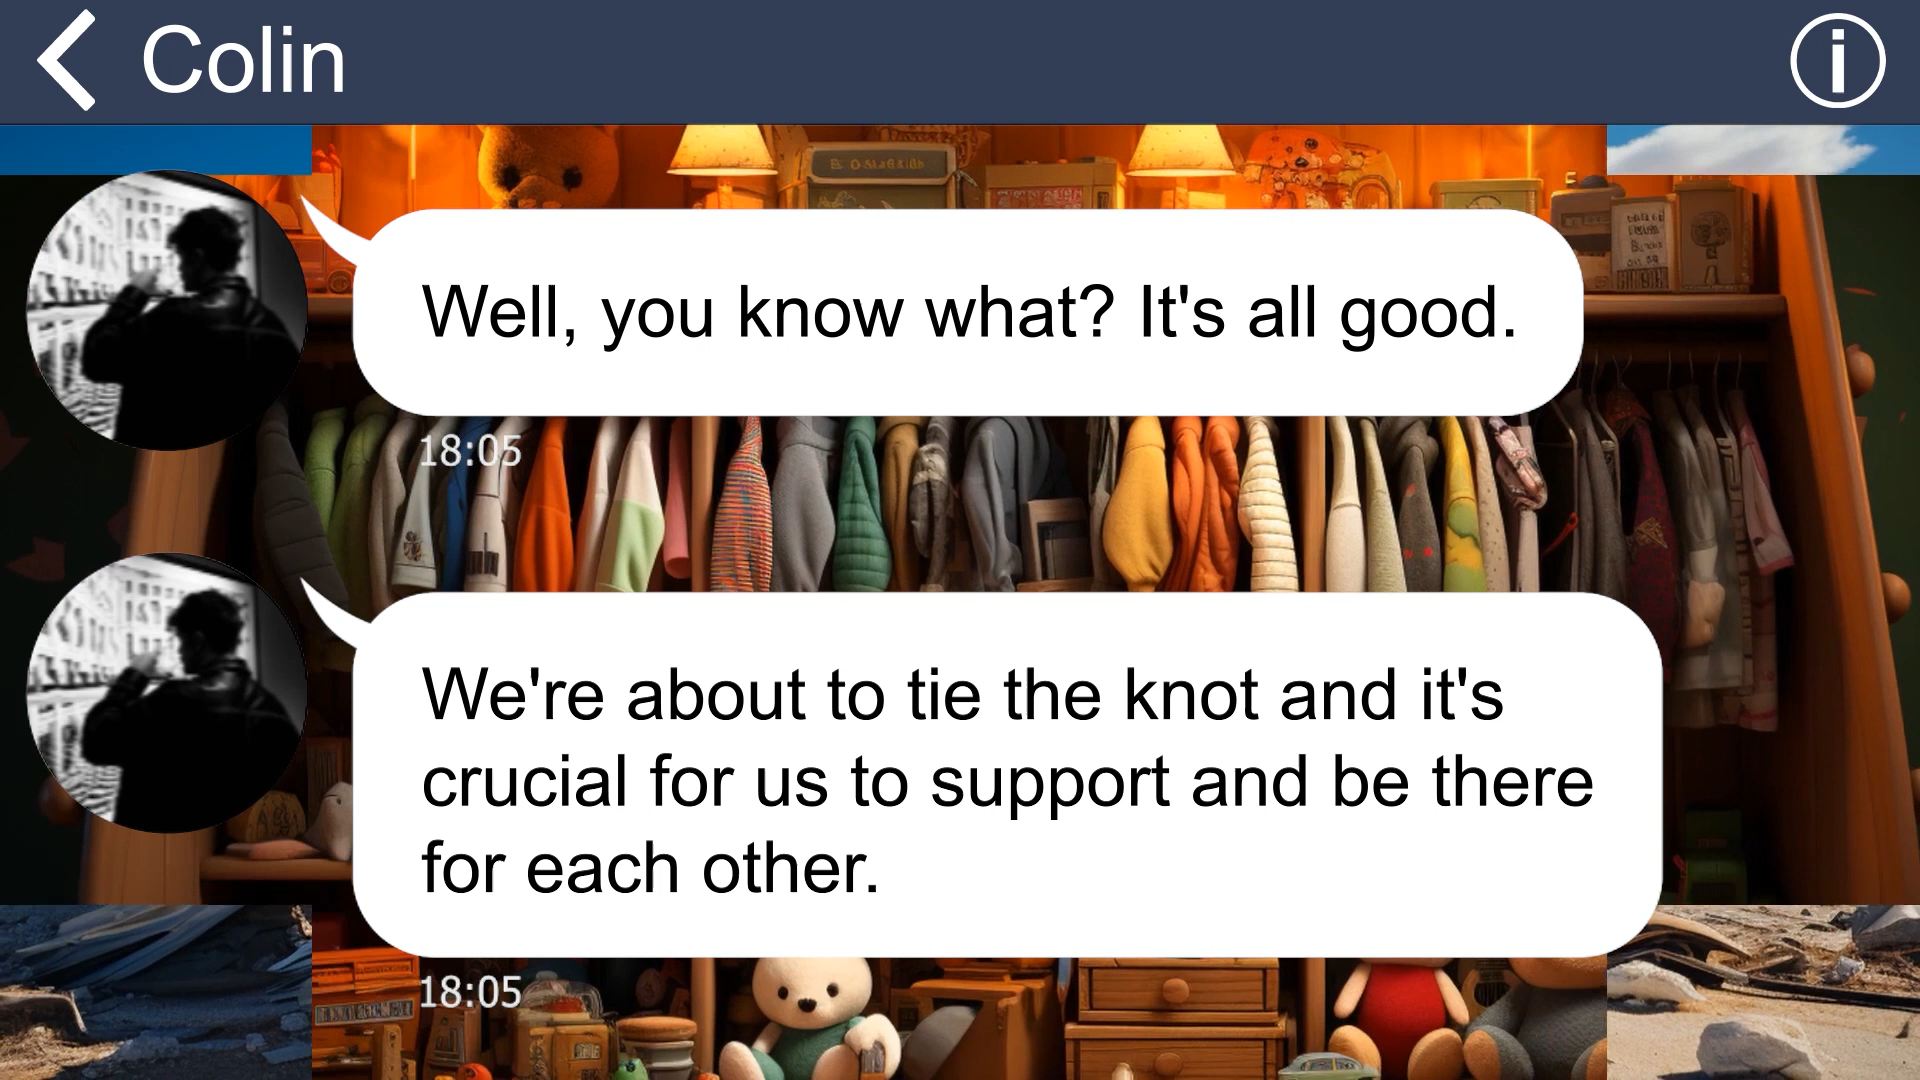 Colin
Well, you know what? It's all good.
18:05
We're about to tie the knot and it's
crucial for us to support and be there
for each other.
18:05